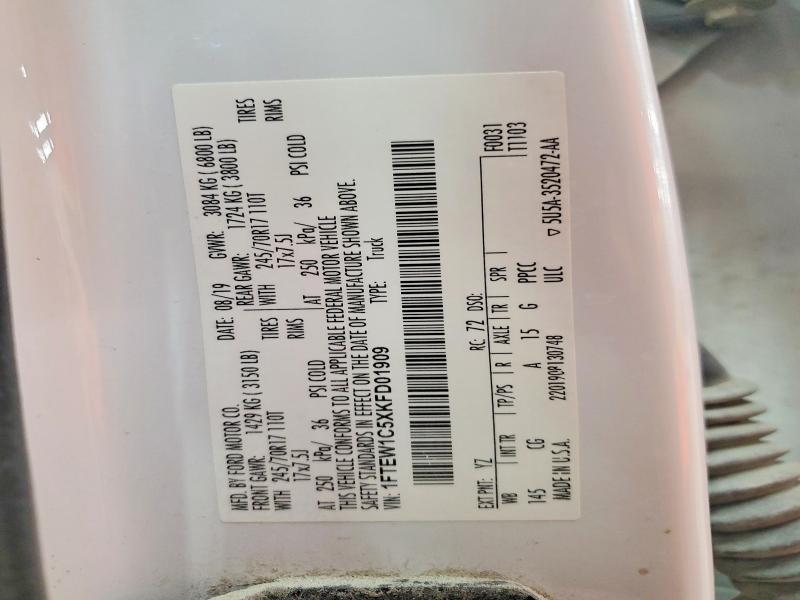 MFD. BY FORD MOTOR CO. DATE: 08/19 GVWR: 3084 KG ( 6800 LB)
FRONT GAWR: 1429 KG ( 3150 LB) REAR GAWR: 1724 KG ( 3800 LB)
WITH 245/70R17 110T TIRES WITH 245/70R17 110T TIRES
17x7.5J RIMS 17x7.5J RIMS
AT 250 kPa/ 36 PSI COLD AT 250 kPa/ 36 PSI COLD
THIS VEHICLE CONFORMS TO ALL APPLICABLE FEDERAL MOTOR VEHICLE
SAFETY STANDARDS IN EFFECT ON THE DATE OF MANUFACTURE SHOWN ABOVE.
VIN: 1FTEW1C5XKFD01909 TYPE: Truck
EXT PNT: YZ RC: 72 DSO: F0031
WB INT TR TP/PS R AXLE TR SPR T1103
145 CG A 15 G PPCC
MADE IN U.S.A. 220190P130748 ULC ▽ 5U5A-3520472-AA